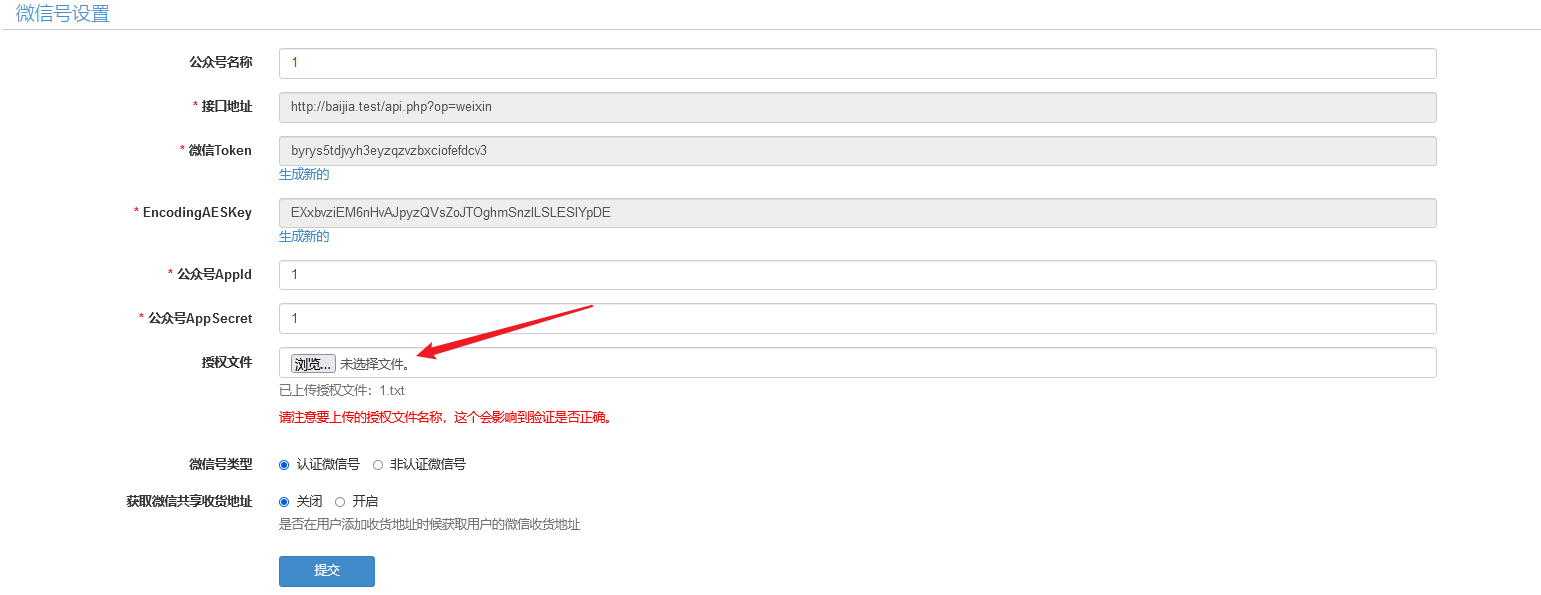 微信号设置
公众号名称 1
* 接口地址 http://baijia.test/api.php?op=weixin
* 微信Token byrys5tdjvyh3eyzqzvzbxciofefdcv3
生成新的
* EncodingAESKey EXxbvziEM6nHvAJpyzQVsZoJTOghmSnzlLSLESlYpDE
生成新的
* 公众号AppId 1
* 公众号AppSecret 1
授权文件 浏览... 未选择文件。
已上传授权文件：1.txt
请注意要上传的授权文件名称，这个会影响到验证是否正确。
微信号类型 认证微信号 非认证微信号
获取微信共享收货地址 关闭 开启
是否在用户添加收货地址时候获取用户的微信收货地址
提交